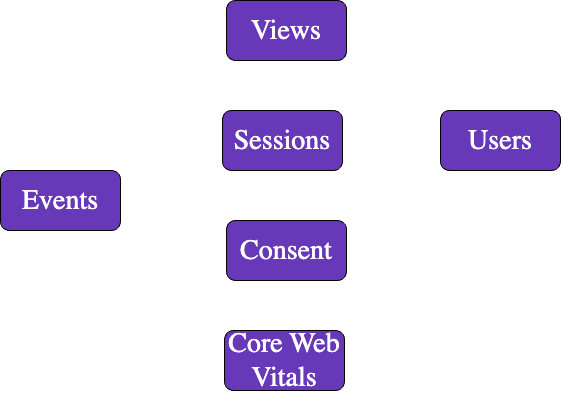 Views
Sessions
Users
Events
Consent
Core Web
Vitals